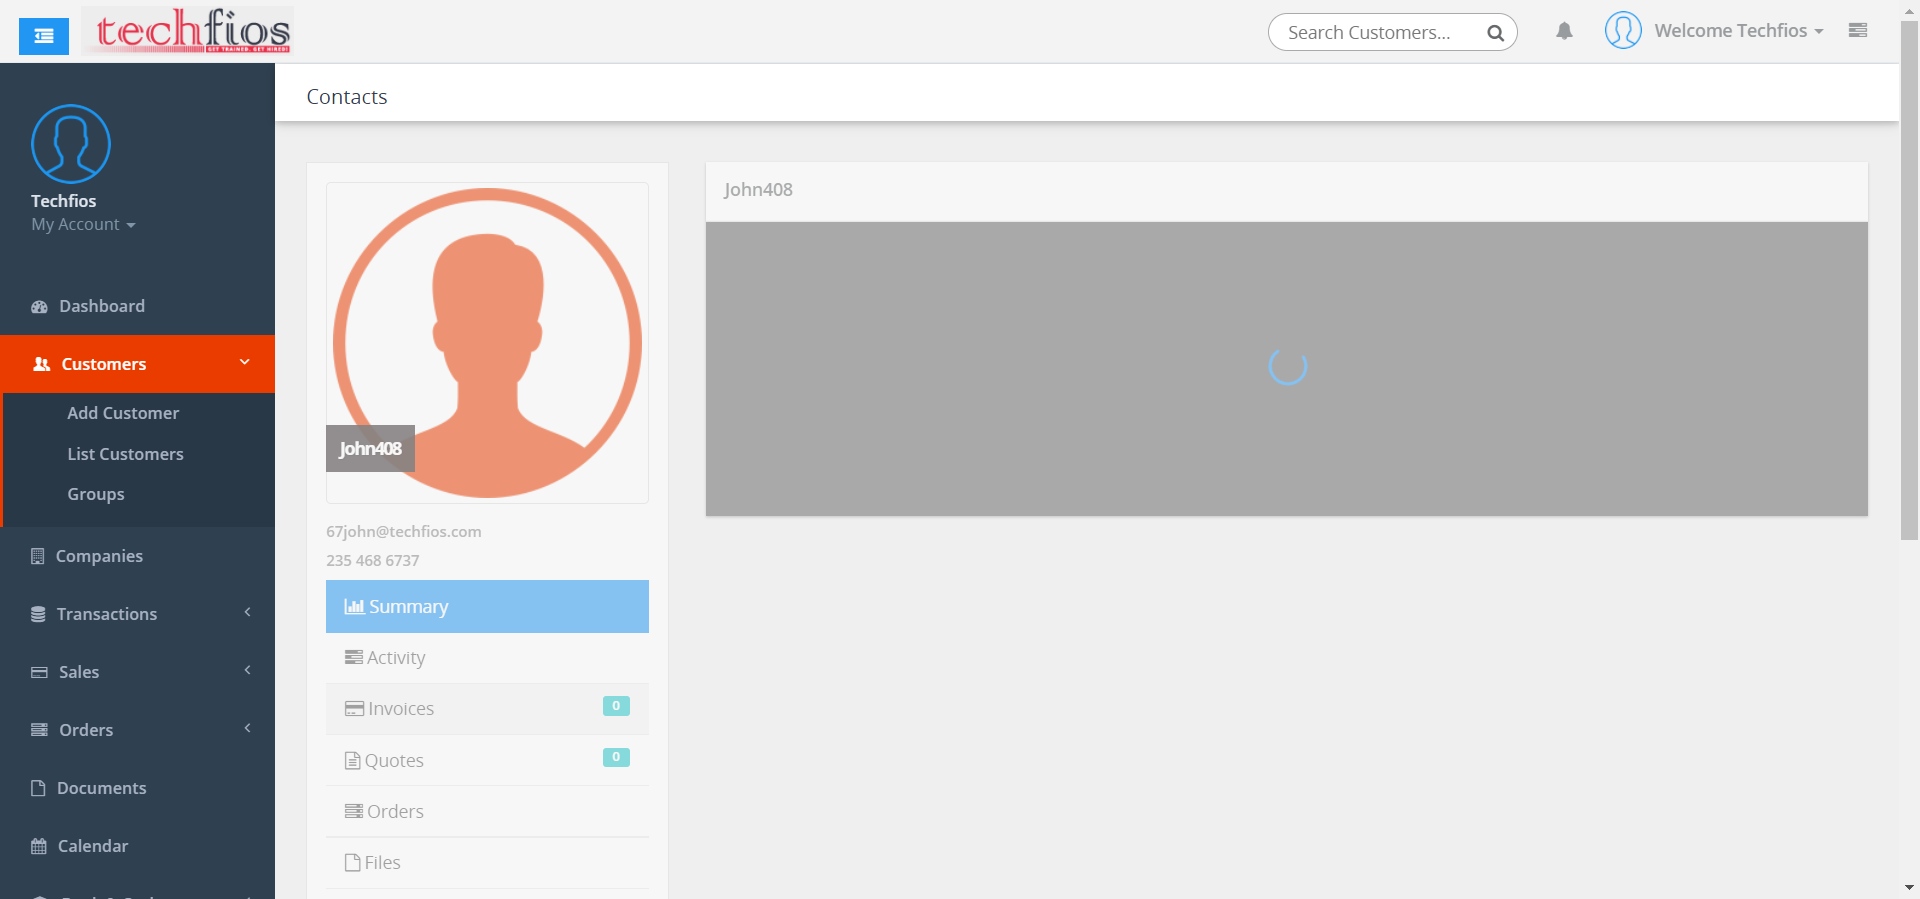 techfios
GET TRAINED. GET HIRED!
Search Customers...
Welcome Techfios
Contacts
Techfios
My Account
Dashboard
Customers
Add Customer
List Customers
Groups
Companies
Transactions
Sales
Orders
Documents
Calendar
John408
67john@techfios.com
235 468 6737
Summary
Activity
Invoices 0
Quotes 0
Orders
Files
John408